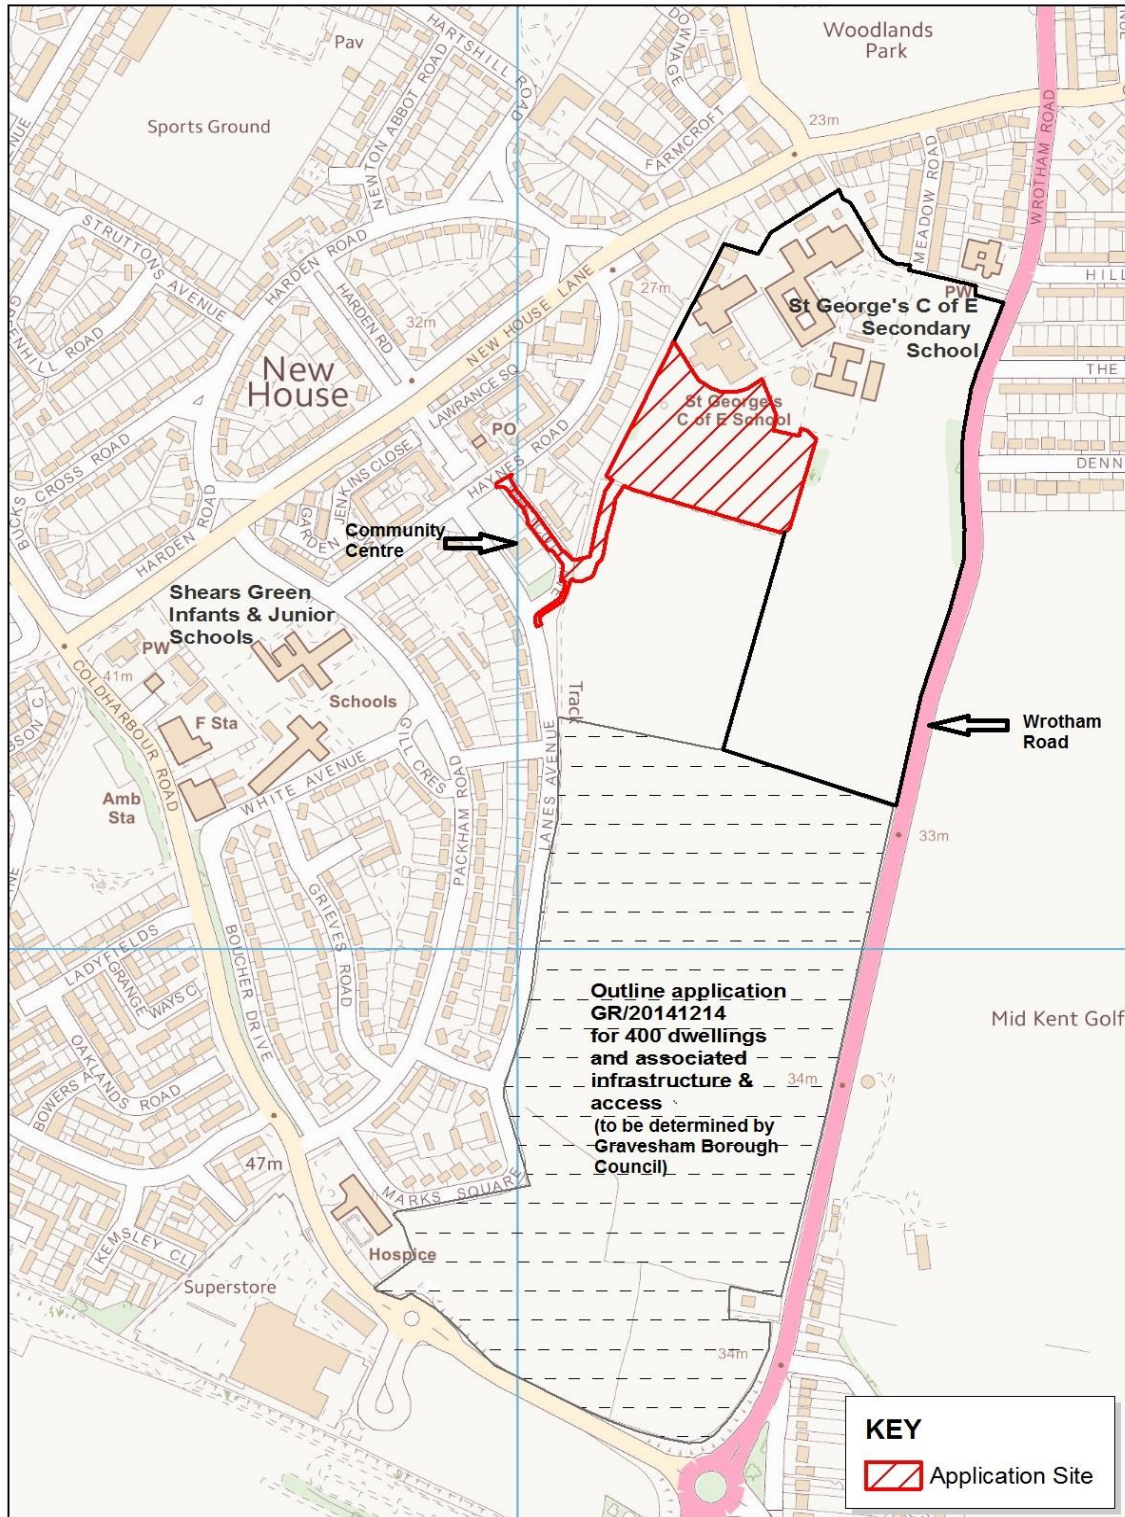 Woodlands
Park
Pav
HARTSHILL ROAD
DOWNAGE
NEWTON ABBOT ROAD
Sports Ground
23m
FARMCROFT
WROTHAM ROAD
MEADOW ROAD
STRUTTONS AVENUE
HARDEN ROAD
27m
HILL
PW
St George's C of E
Secondary
School
HARDEN RD
32m
NEW HOUSE LANE
ROAD
New
House
THE
LAWRANCE SQ
St George's
C of E School
PO
CROSS ROAD
HAYNES ROAD
DENN
JENKINS CLOSE
GARDEN
BUCKS
HARDEN ROAD
Community
Centre
Shears Green
Infants & Junior
Schools
PW
41m
Schools
Track
F Sta
GILL CRES
Wrotham
Road
COLDHARBOUR ROAD
WHITE AVENUE
Amb
Sta
LANES AVENUE
PACKHAM ROAD
33m
GRIEVES ROAD
LADYFIELDS
BOUCHER DRIVE
GRANGE
WAYS C
Outline application
GR/20141214
for 400 dwellings
and associated
infrastructure &
access
(to be determined by
Gravesham Borough
Council)
Mid Kent Golf
OAKLANDS ROAD
BOWERS A
34m
47m
MARKS SQUARE
KEMSLEY CL
Hospice
Superstore
34m
KEY
Application Site